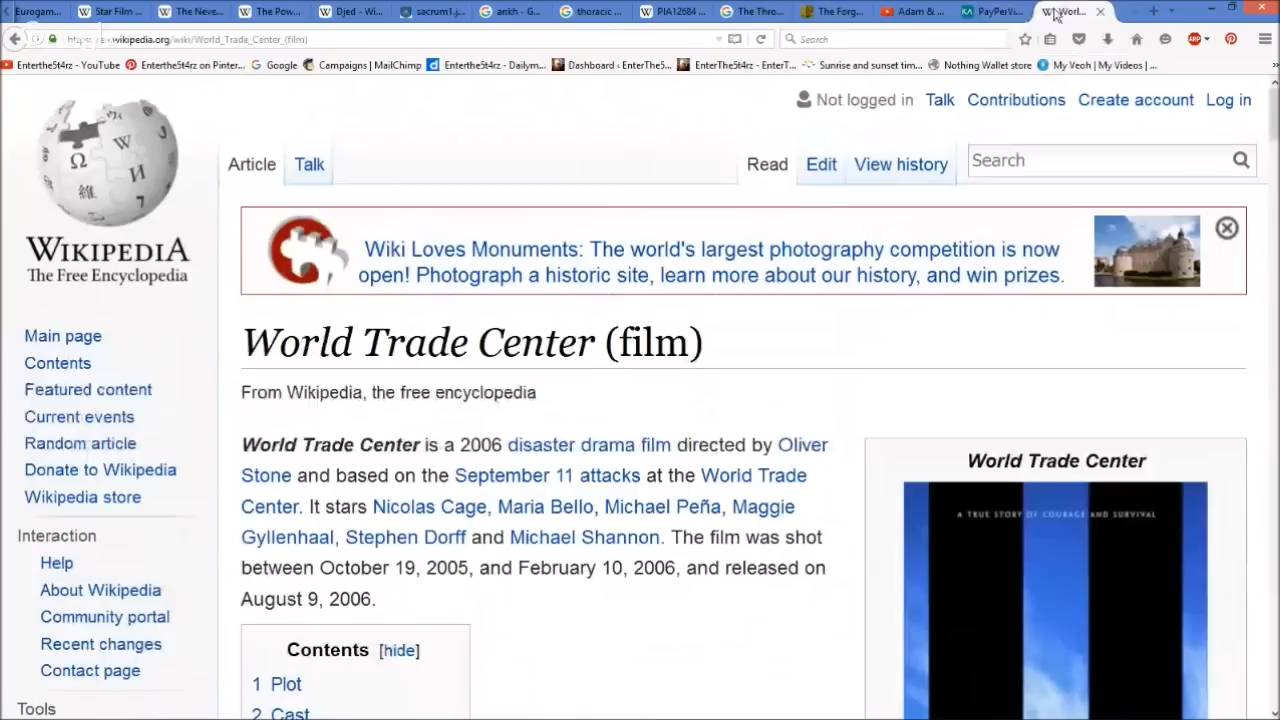 Eurogam
Star Film ...
The Neve...
The Pow...
Djed - Wi...
sacrum1.j...
ankh - G...
thoracic ...
PIA12684 ...
The Thro...
The Forg...
Adam & ...
PayPerVi...
Worl...
wikipedia.org/wiki/World_Trade_Center_(film)
Search
ABP
Enterthe5t4rz - YouTube
Enterthe5t4rz on Pinter...
Google
Campaigns | MailChimp
Enterthe5t4rz - Dailym...
Dashboard ‹ EnterThe5...
EnterThe5t4rz - EnterT...
Sunrise and sunset tim...
Nothing Wallet store
My Veoh | My Videos | ...
Not logged in
Talk
Contributions
Create account
Log in
Article
Talk
Read
Edit
View history
Search
WIKIPEDIA
The Free Encyclopedia
Wiki Loves Monuments: The world's largest photography competition is now
open! Photograph a historic site, learn more about our history, and win prizes.
World Trade Center (film)
From Wikipedia, the free encyclopedia
Main page
Contents
Featured content
Current events
Random article
Donate to Wikipedia
Wikipedia store
Interaction
Help
About Wikipedia
Community portal
Recent changes
Contact page
Tools
World Trade Center is a 2006 disaster drama film directed by Oliver
Stone and based on the September 11 attacks at the World Trade
Center. It stars Nicolas Cage, Maria Bello, Michael Peña, Maggie
Gyllenhaal, Stephen Dorff and Michael Shannon. The film was shot
between October 19, 2005, and February 10, 2006, and released on
August 9, 2006.
Contents [hide]
1 Plot
2 Cast
World Trade Center
A TRUE STORY OF COURAGE AND SURVIVAL